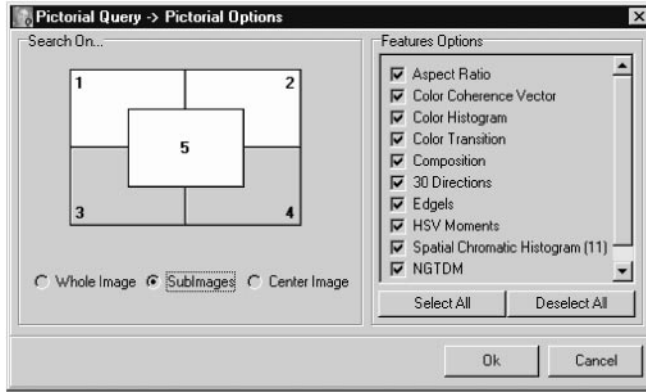 Pictorial Query -> Pictorial Options
Search On...
1
2
5
3
4
Whole Image
SubImages
Center Image
Features Options
Aspect Ratio
Color Coherence Vector
Color Histogram
Color Transition
Composition
30 Directions
Edgels
HSV Moments
Spatial Chromatic Histogram (11)
NGTDM
Select All
Deselect All
Ok
Cancel